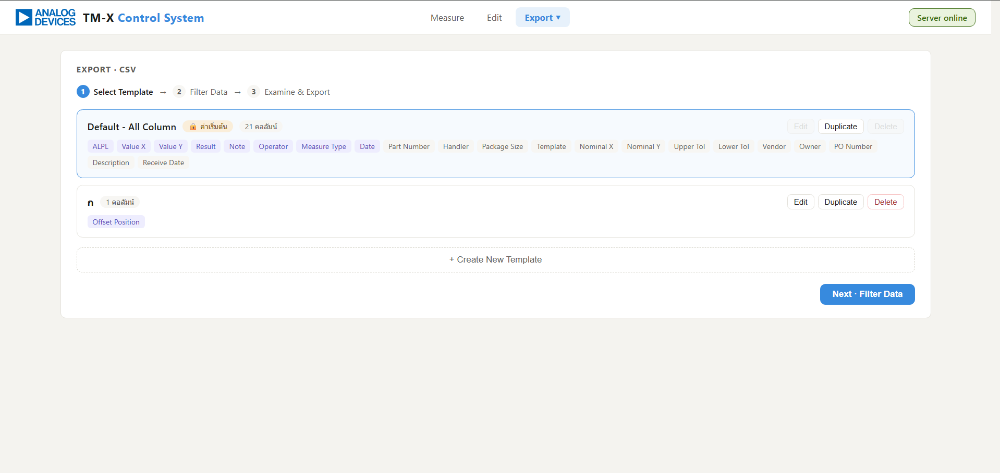 ANALOG DEVICES TM-X Control System Measure Edit Export ▼ Server online
EXPORT · CSV
1 Select Template → 2 Filter Data → 3 Examine & Export
Default - All Column 🔒 ค่าเริ่มต้น 21 คอลัมน์ Edit Duplicate Delete
ALPL Value X Value Y Result Note Operator Measure Type Date Part Number Handler Package Size Template Nominal X Nominal Y Upper Tol Lower Tol Vendor Owner PO Number
Description Receive Date
ก 1 คอลัมน์ Edit Duplicate Delete
Offset Position
+ Create New Template
Next · Filter Data